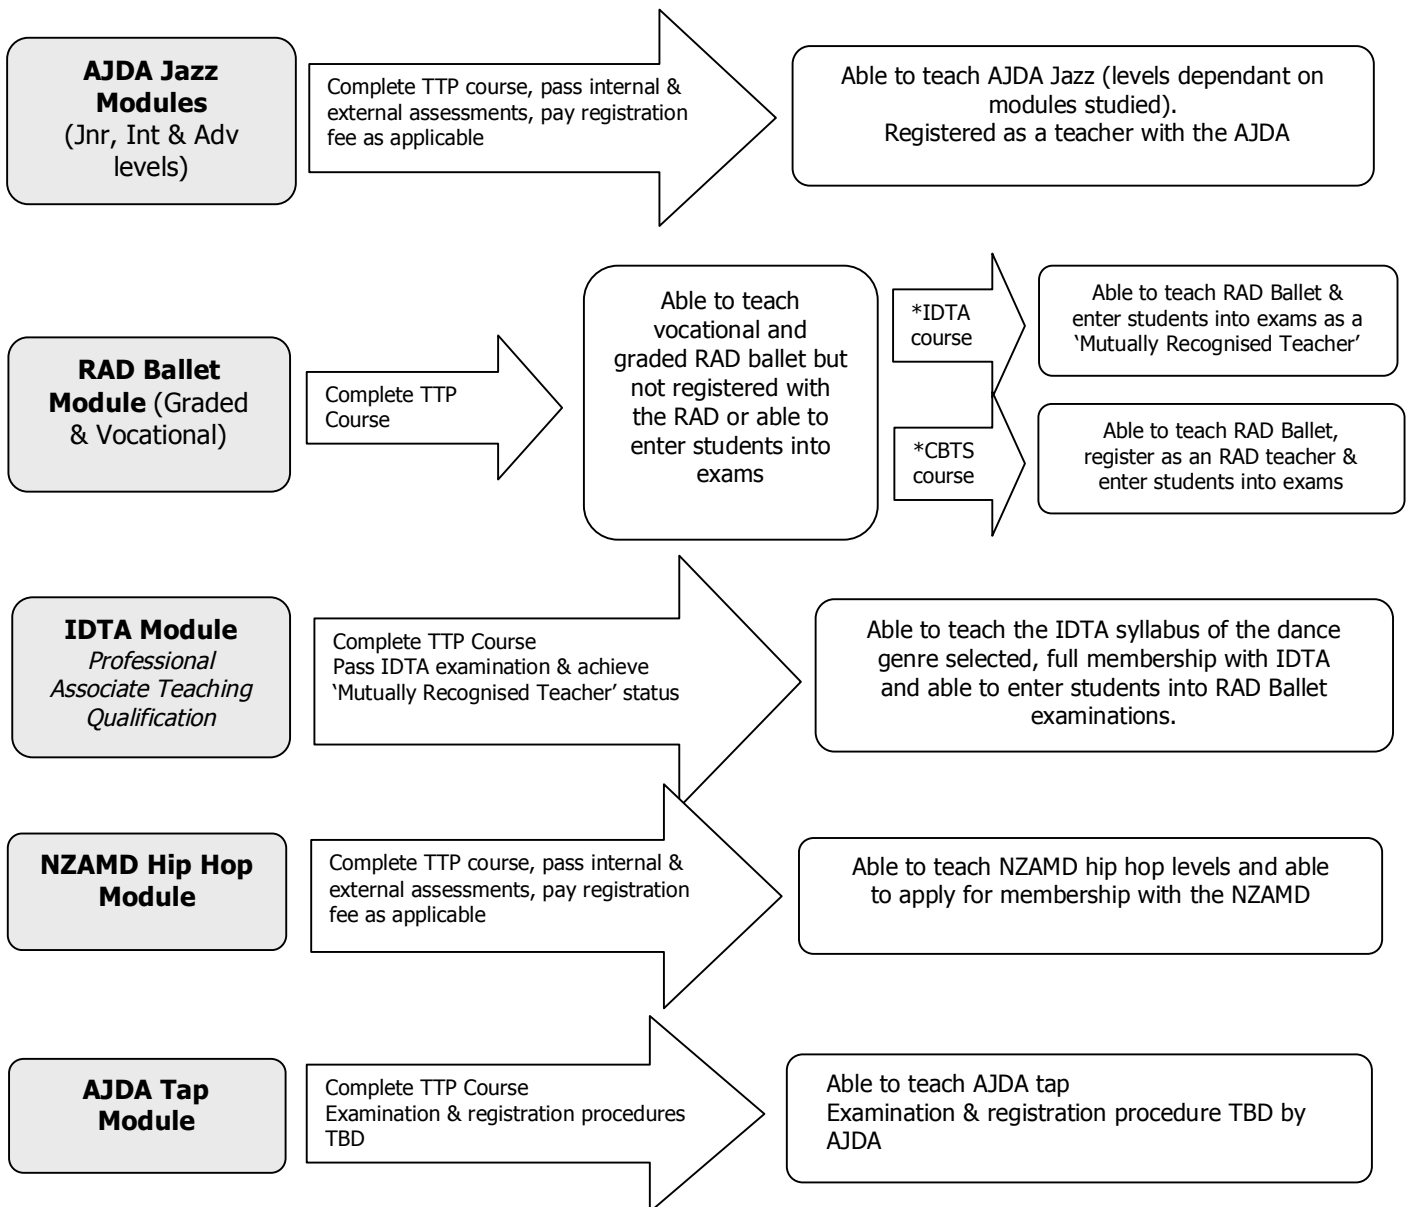 AJDA Jazz
Modules
(Jnr, Int & Adv
levels)
Complete TTP course, pass internal &
external assessments, pay registration
fee as applicable
Able to teach AJDA Jazz (levels dependant on
modules studied).
Registered as a teacher with the AJDA
RAD Ballet
Module (Graded
& Vocational)
Complete TTP
Course
Able to teach
vocational and
graded RAD ballet but
not registered with
the RAD or able to
enter students into
exams
*IDTA
course
Able to teach RAD Ballet &
enter students into exams as a
‘Mutually Recognised Teacher’
*CBTS
course
Able to teach RAD Ballet,
register as an RAD teacher &
enter students into exams
IDTA Module
Professional
Associate Teaching
Qualification
Complete TTP Course
Pass IDTA examination & achieve
‘Mutually Recognised Teacher’ status
Able to teach the IDTA syllabus of the dance
genre selected, full membership with IDTA
and able to enter students into RAD Ballet
examinations.
NZAMD Hip Hop
Module
Complete TTP course, pass internal &
external assessments, pay registration
fee as applicable
Able to teach NZAMD hip hop levels and able
to apply for membership with the NZAMD
AJDA Tap
Module
Complete TTP Course
Examination & registration procedures
TBD
Able to teach AJDA tap
Examination & registration procedure TBD by
AJDA